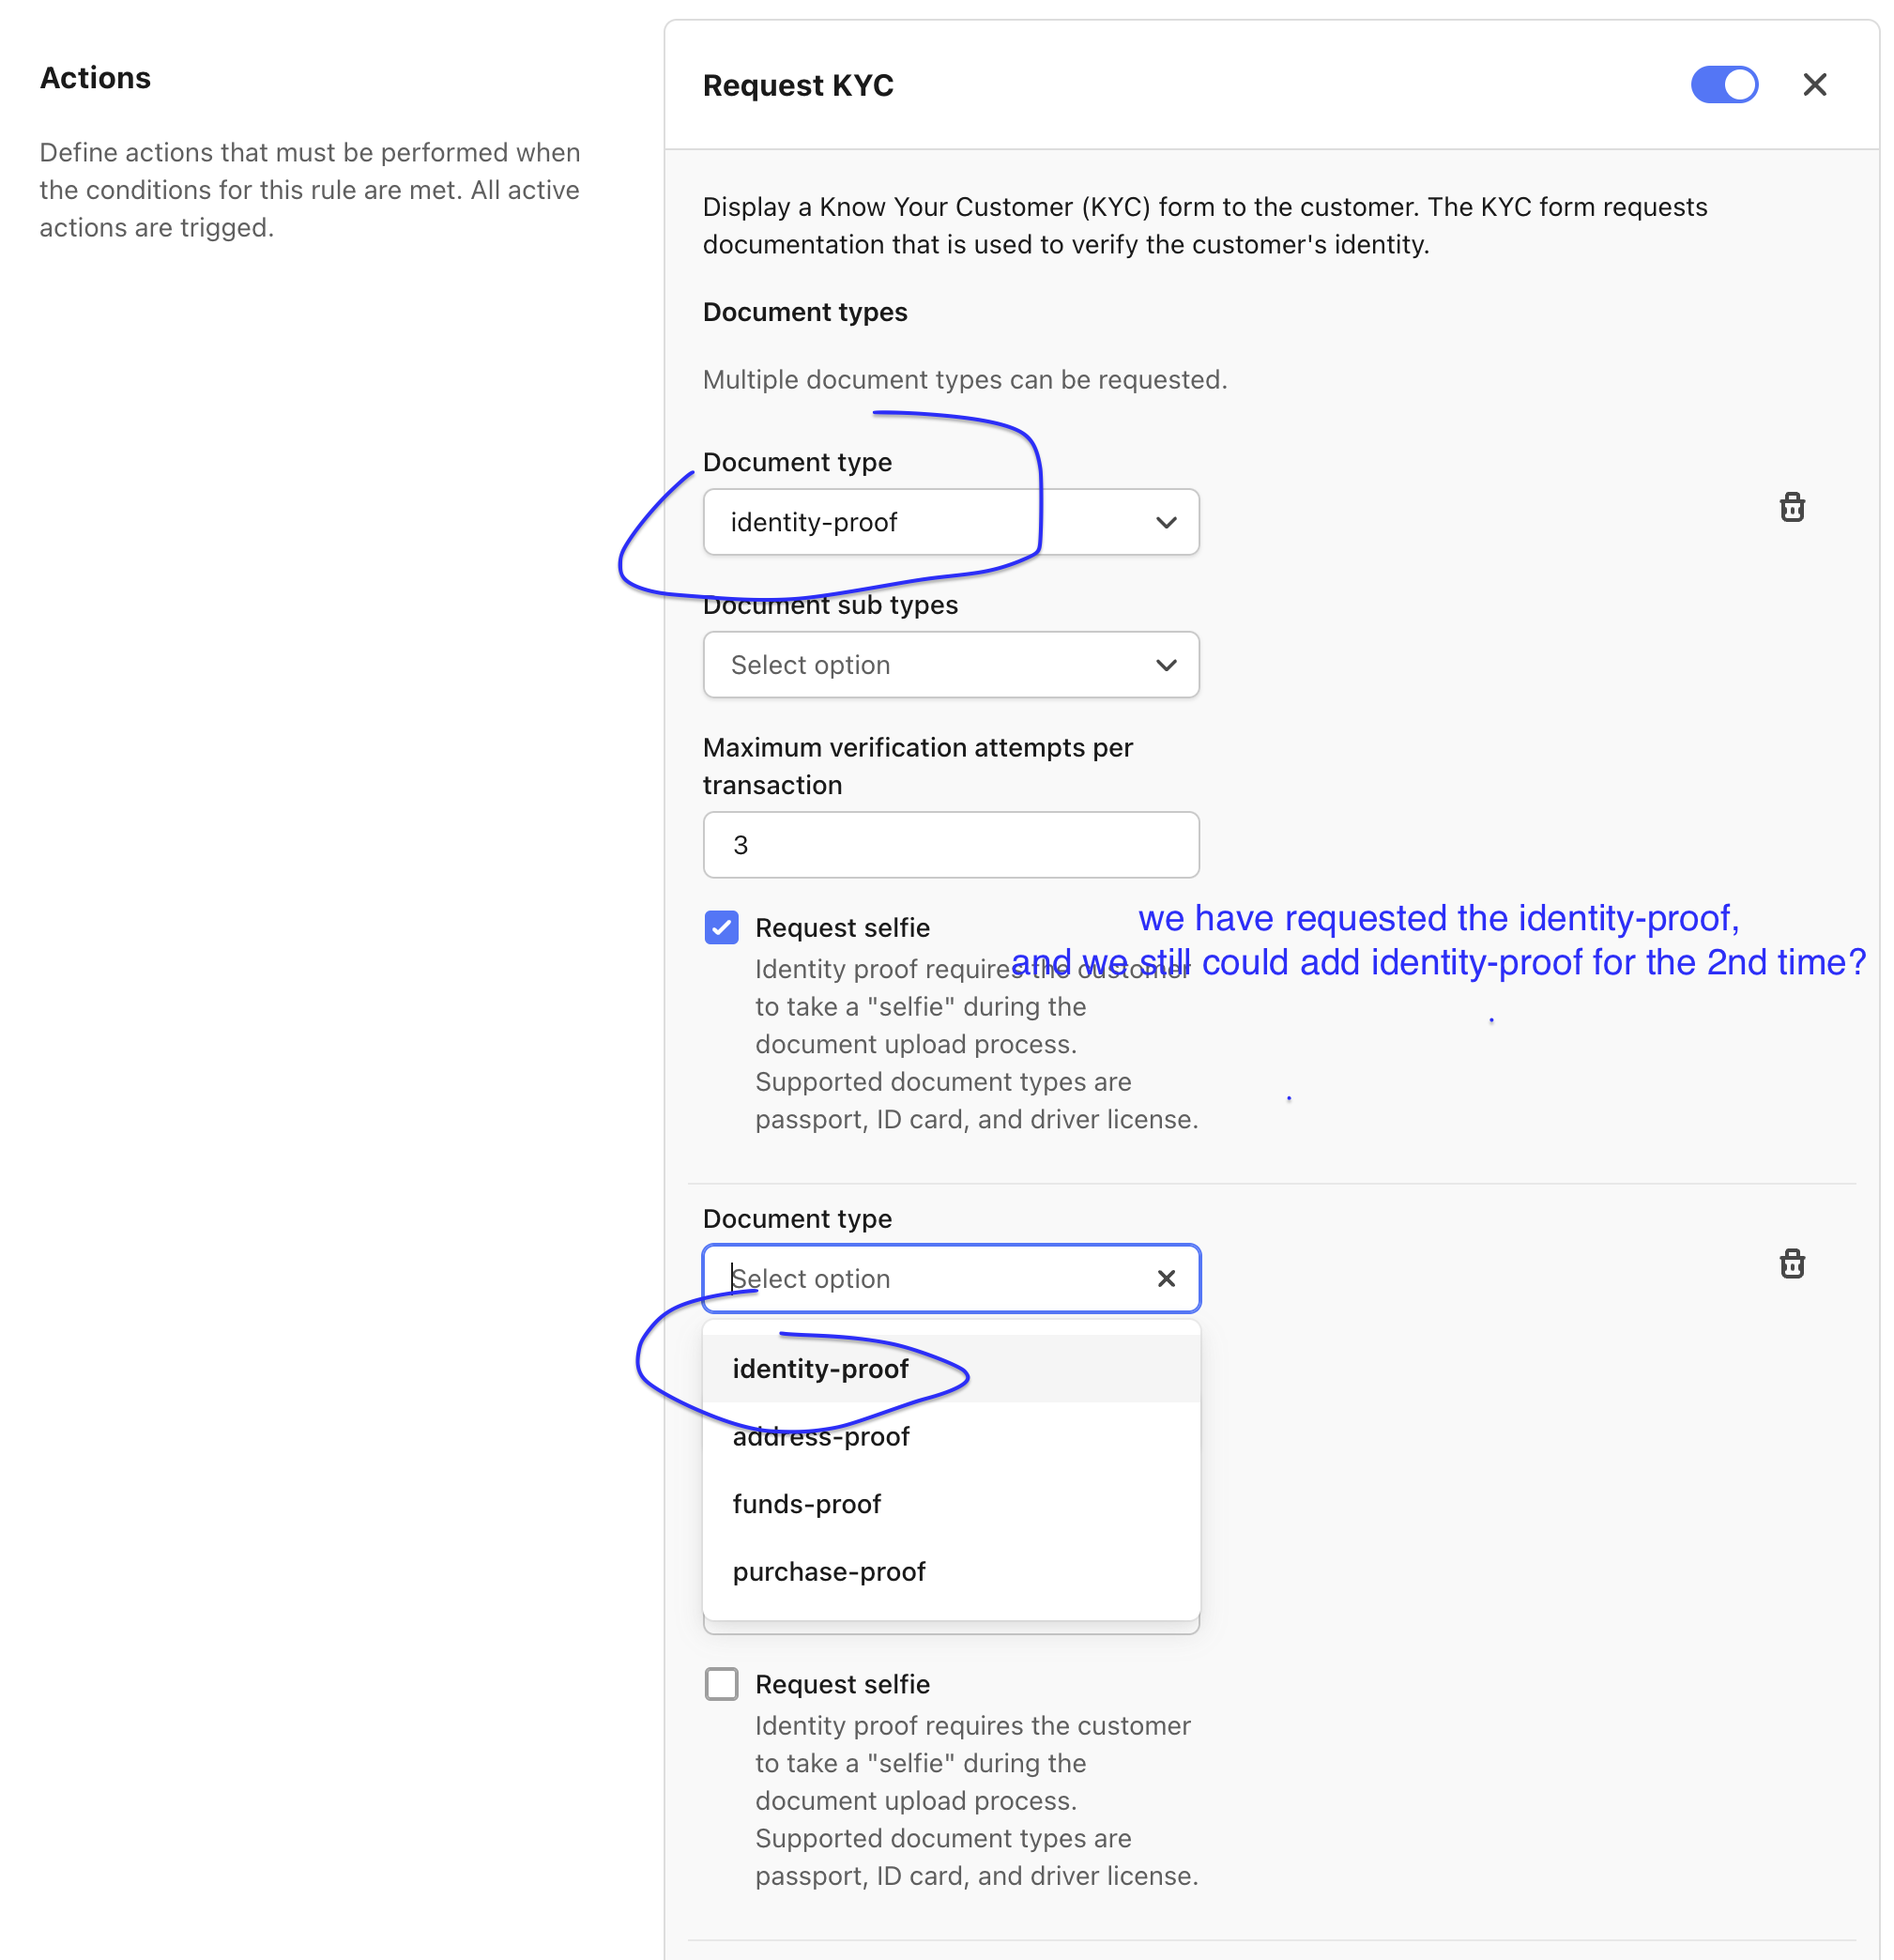 Actions
Define actions that must be performed when
the conditions for this rule are met. All active
actions are trigged.
Request KYC
Display a Know Your Customer (KYC) form to the customer. The KYC form requests
documentation that is used to verify the customer's identity.
Document types
Multiple document types can be requested.
Document type
identity-proof
Document sub types
Select option
Maximum verification attempts per
transaction
3
Request selfie
we have requested the identity-proof,
and we still could add identity-proof for the 2nd time?
Identity proof requires the customer
to take a "selfie" during the
document upload process.
Supported document types are
passport, ID card, and driver license.
Document type
Select option
identity-proof
address-proof
funds-proof
purchase-proof
Request selfie
Identity proof requires the customer
to take a "selfie" during the
document upload process.
Supported document types are
passport, ID card, and driver license.